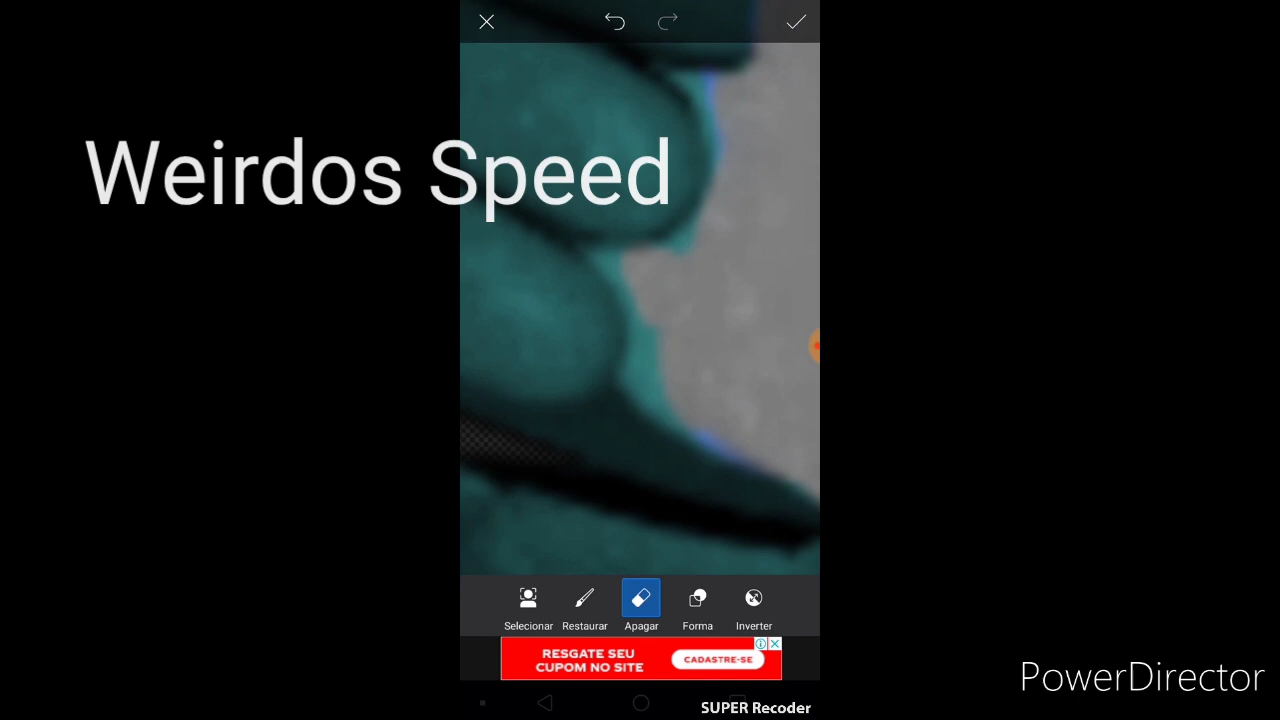 Weirdos Speed
Selecionar Restaurar Apagar Forma Inverter
RESGATE SEU
CUPOM NO SITE
CADASTRE-SE
PowerDirector
SUPER Recoder